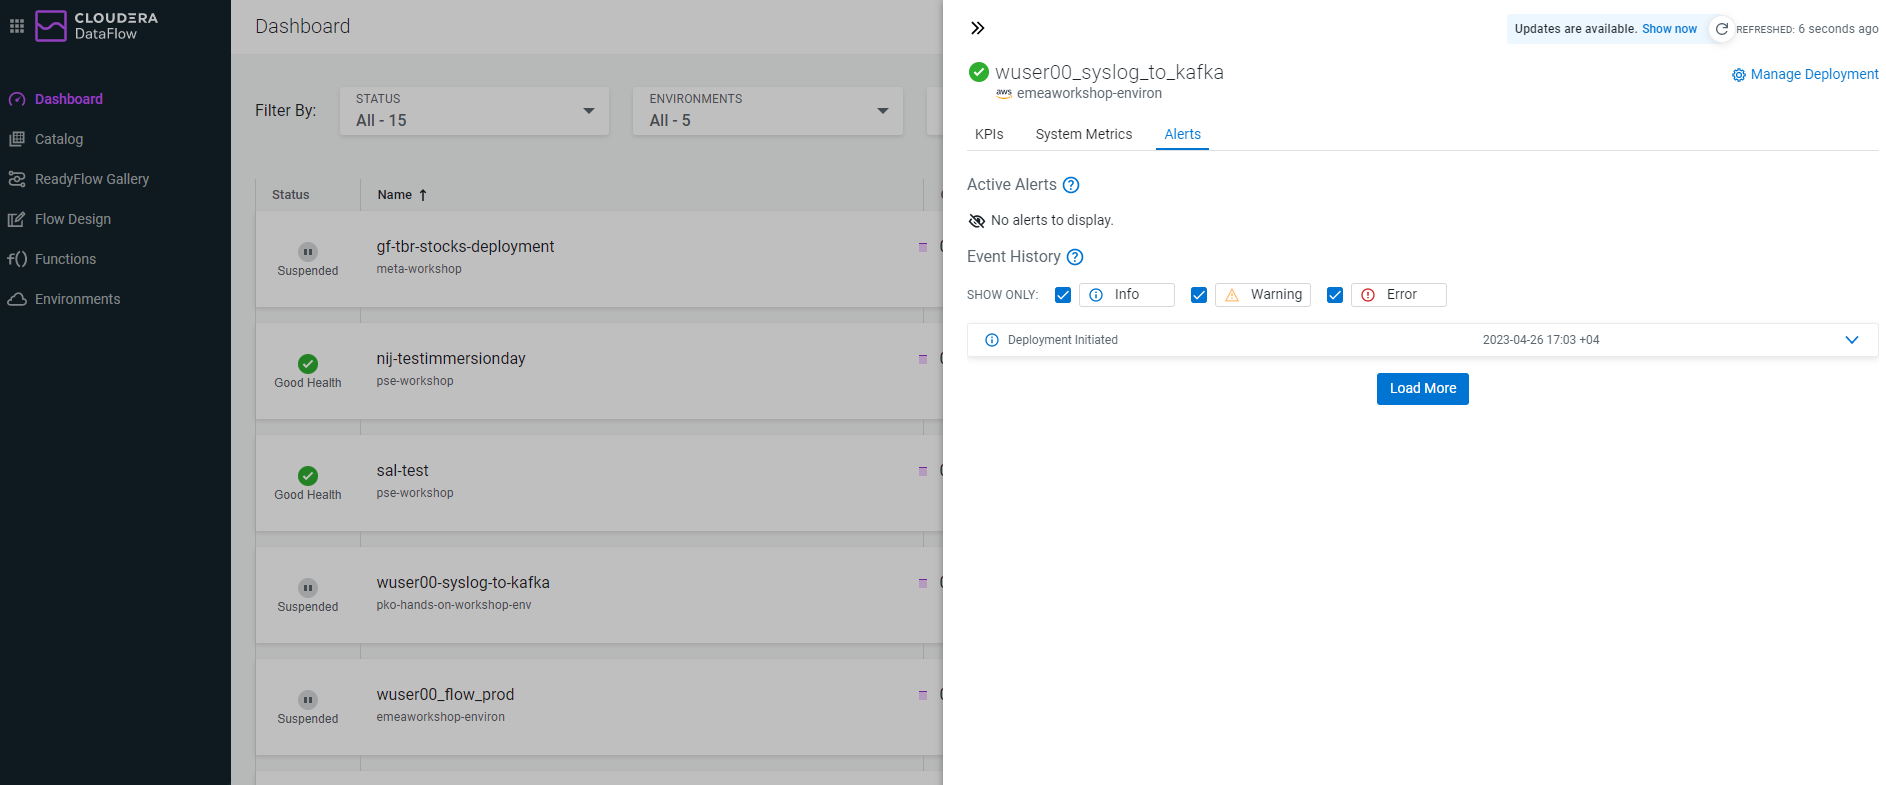 CLOUDERA
DataFlow
Dashboard
Catalog
ReadyFlow Gallery
Flow Design
Functions
Environments
Dashboard
Filter By:
STATUS
All - 15
ENVIRONMENTS
All - 5
Status
Name
Suspended
gf-tbr-stocks-deployment
meta-workshop
Good Health
nij-testimmersionday
pse-workshop
Good Health
sal-test
pse-workshop
Suspended
wuser00-syslog-to-kafka
pko-hands-on-workshop-env
Suspended
wuser00_flow_prod
emeaworkshop-environ
Updates are available. Show now
REFRESHED: 6 seconds ago
wuser00_syslog_to_kafka
aws emeaworkshop-environ
Manage Deployment
KPIs System Metrics Alerts
Active Alerts
No alerts to display.
Event History
SHOW ONLY: Info Warning Error
Deployment Initiated 2023-04-26 17:03 +04
Load More